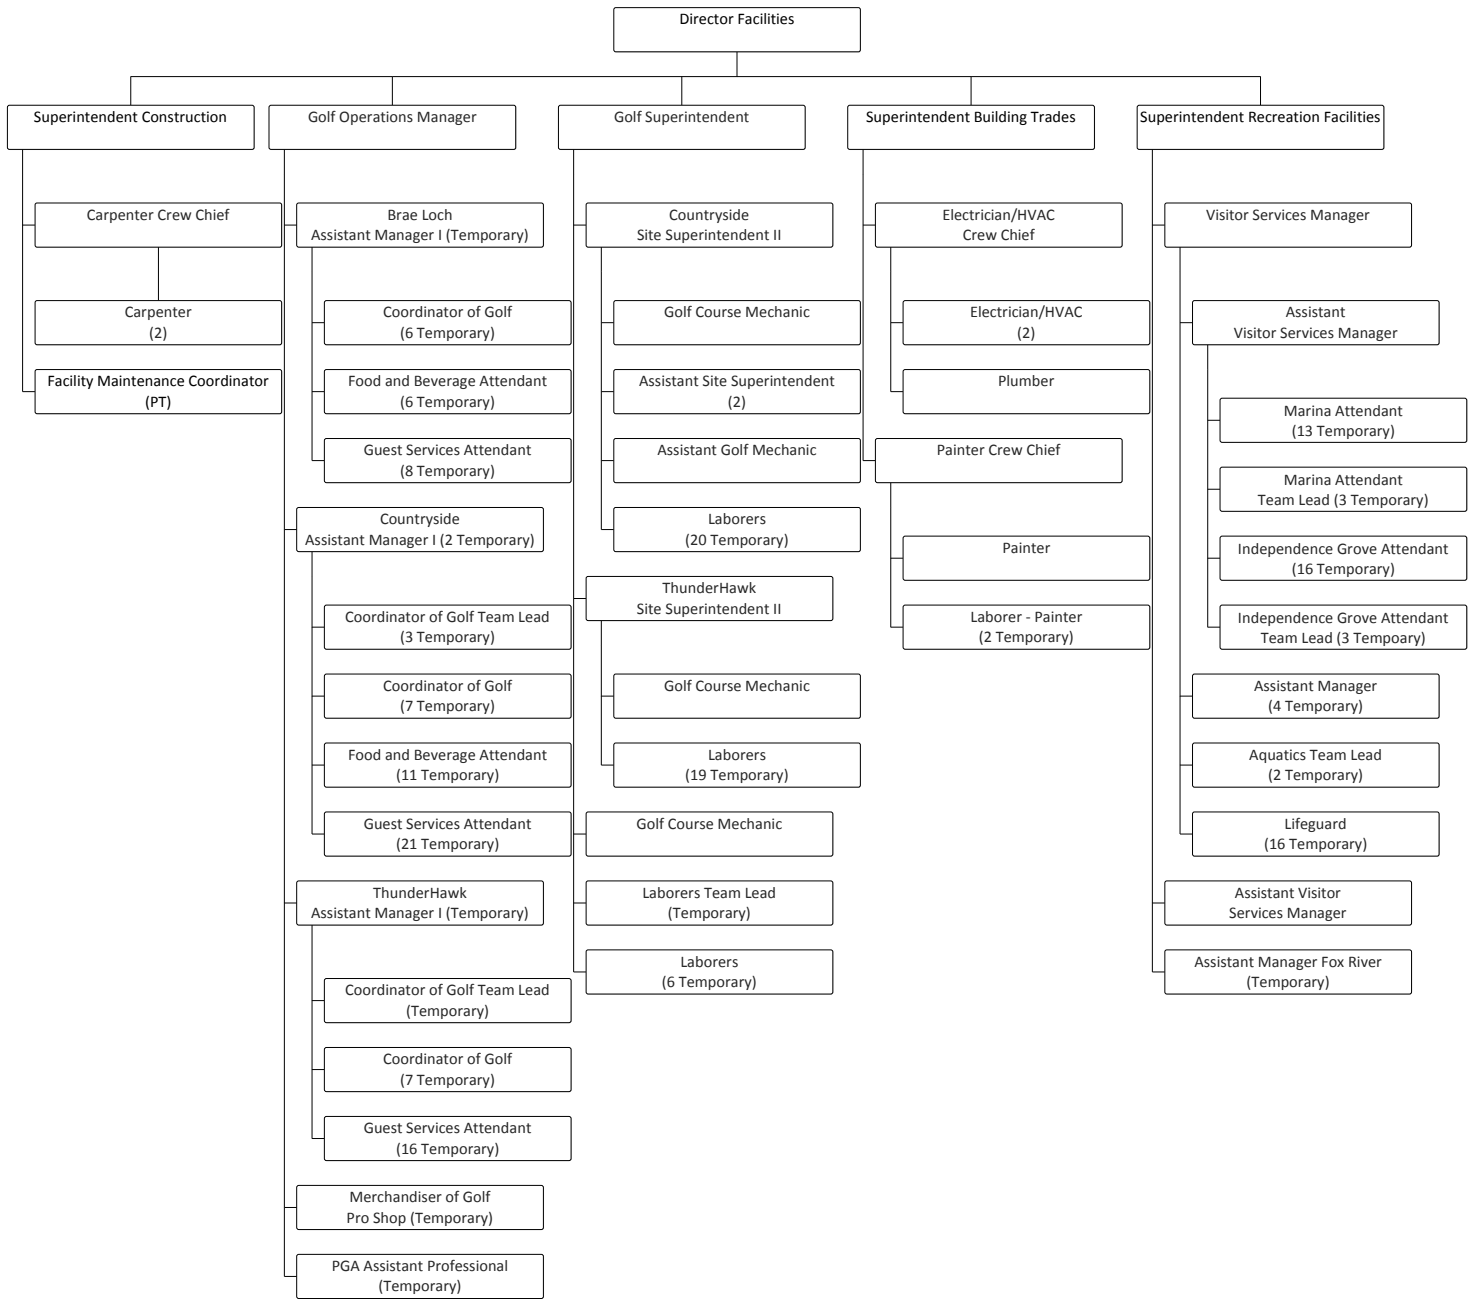 Director Facilities
Superintendent Construction
Carpenter Crew Chief
Carpenter
(2)
Facility Maintenance Coordinator
(PT)
Golf Operations Manager
Brae Loch
Assistant Manager I (Temporary)
Coordinator of Golf
(6 Temporary)
Food and Beverage Attendant
(6 Temporary)
Guest Services Attendant
(8 Temporary)
Countryside
Assistant Manager I (2 Temporary)
Coordinator of Golf Team Lead
(3 Temporary)
Coordinator of Golf
(7 Temporary)
Food and Beverage Attendant
(11 Temporary)
Guest Services Attendant
(21 Temporary)
ThunderHawk
Assistant Manager I (Temporary)
Coordinator of Golf Team Lead
(Temporary)
Coordinator of Golf
(7 Temporary)
Guest Services Attendant
(16 Temporary)
Merchandiser of Golf
Pro Shop (Temporary)
PGA Assistant Professional
(Temporary)
Golf Superintendent
Countryside
Site Superintendent II
Golf Course Mechanic
Assistant Site Superintendent
(2)
Assistant Golf Mechanic
Laborers
(20 Temporary)
ThunderHawk
Site Superintendent II
Golf Course Mechanic
Laborers
(19 Temporary)
Golf Course Mechanic
Laborers Team Lead
(Temporary)
Laborers
(6 Temporary)
Superintendent Building Trades
Electrician/HVAC
Crew Chief
Electrician/HVAC
(2)
Plumber
Painter Crew Chief
Painter
Laborer - Painter
(2 Temporary)
Superintendent Recreation Facilities
Visitor Services Manager
Assistant
Visitor Services Manager
Marina Attendant
(13 Temporary)
Marina Attendant
Team Lead (3 Temporary)
Independence Grove Attendant
(16 Temporary)
Independence Grove Attendant
Team Lead (3 Tempoary)
Assistant Manager
(4 Temporary)
Aquatics Team Lead
(2 Temporary)
Lifeguard
(16 Temporary)
Assistant Visitor
Services Manager
Assistant Manager Fox River
(Temporary)